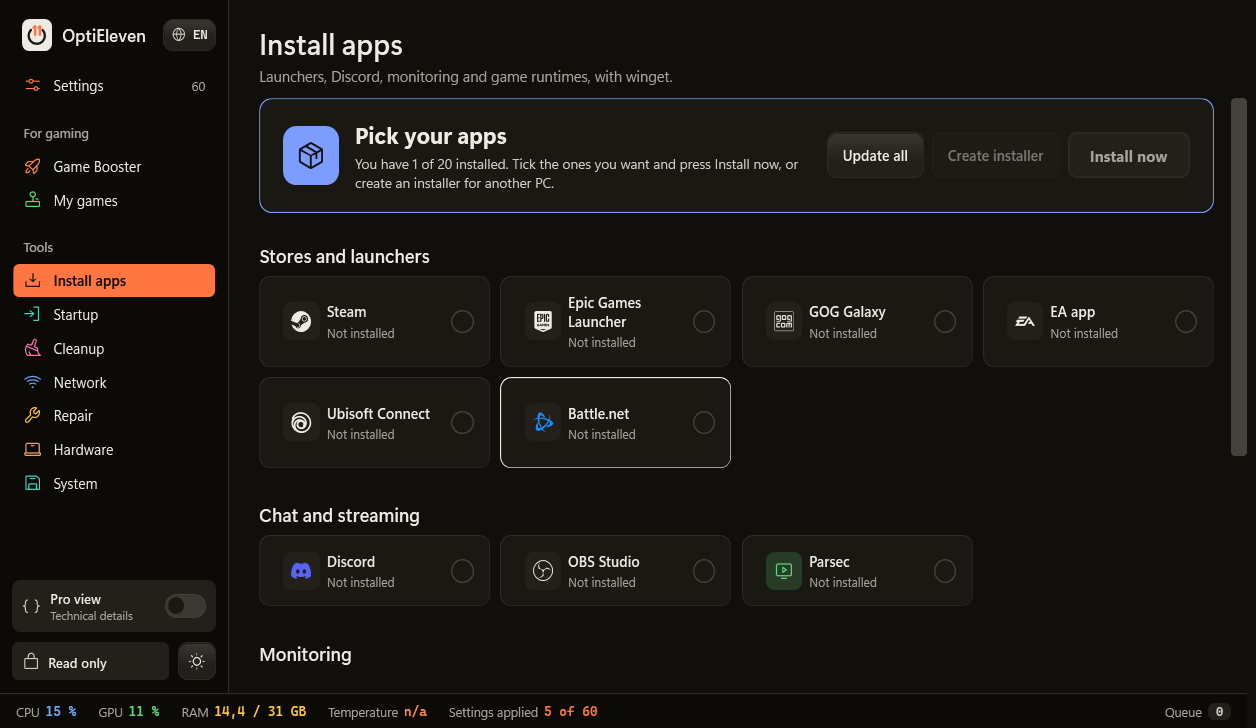 OptiEleven
EN
Settings 60
For gaming
Game Booster
My games
Tools
Install apps
Startup
Cleanup
Network
Repair
Hardware
System
Pro view
Technical details
Read only
Install apps
Launchers, Discord, monitoring and game runtimes, with winget.
Pick your apps
You have 1 of 20 installed. Tick the ones you want and press Install now, or
create an installer for another PC.
Update all
Create installer
Install now
Stores and launchers
Steam
Not installed
EPIC
GAMES
Epic Games
Launcher
Not installed
gog
com
GOG Galaxy
Not installed
EA
EA app
Not installed
Ubisoft Connect
Not installed
Battle.net
Not installed
Chat and streaming
Discord
Not installed
OBS Studio
Not installed
Parsec
Not installed
Monitoring
CPU 15 % GPU 11 % RAM 14,4 / 31 GB Temperature n/a Settings applied 5 of 60 Queue 0